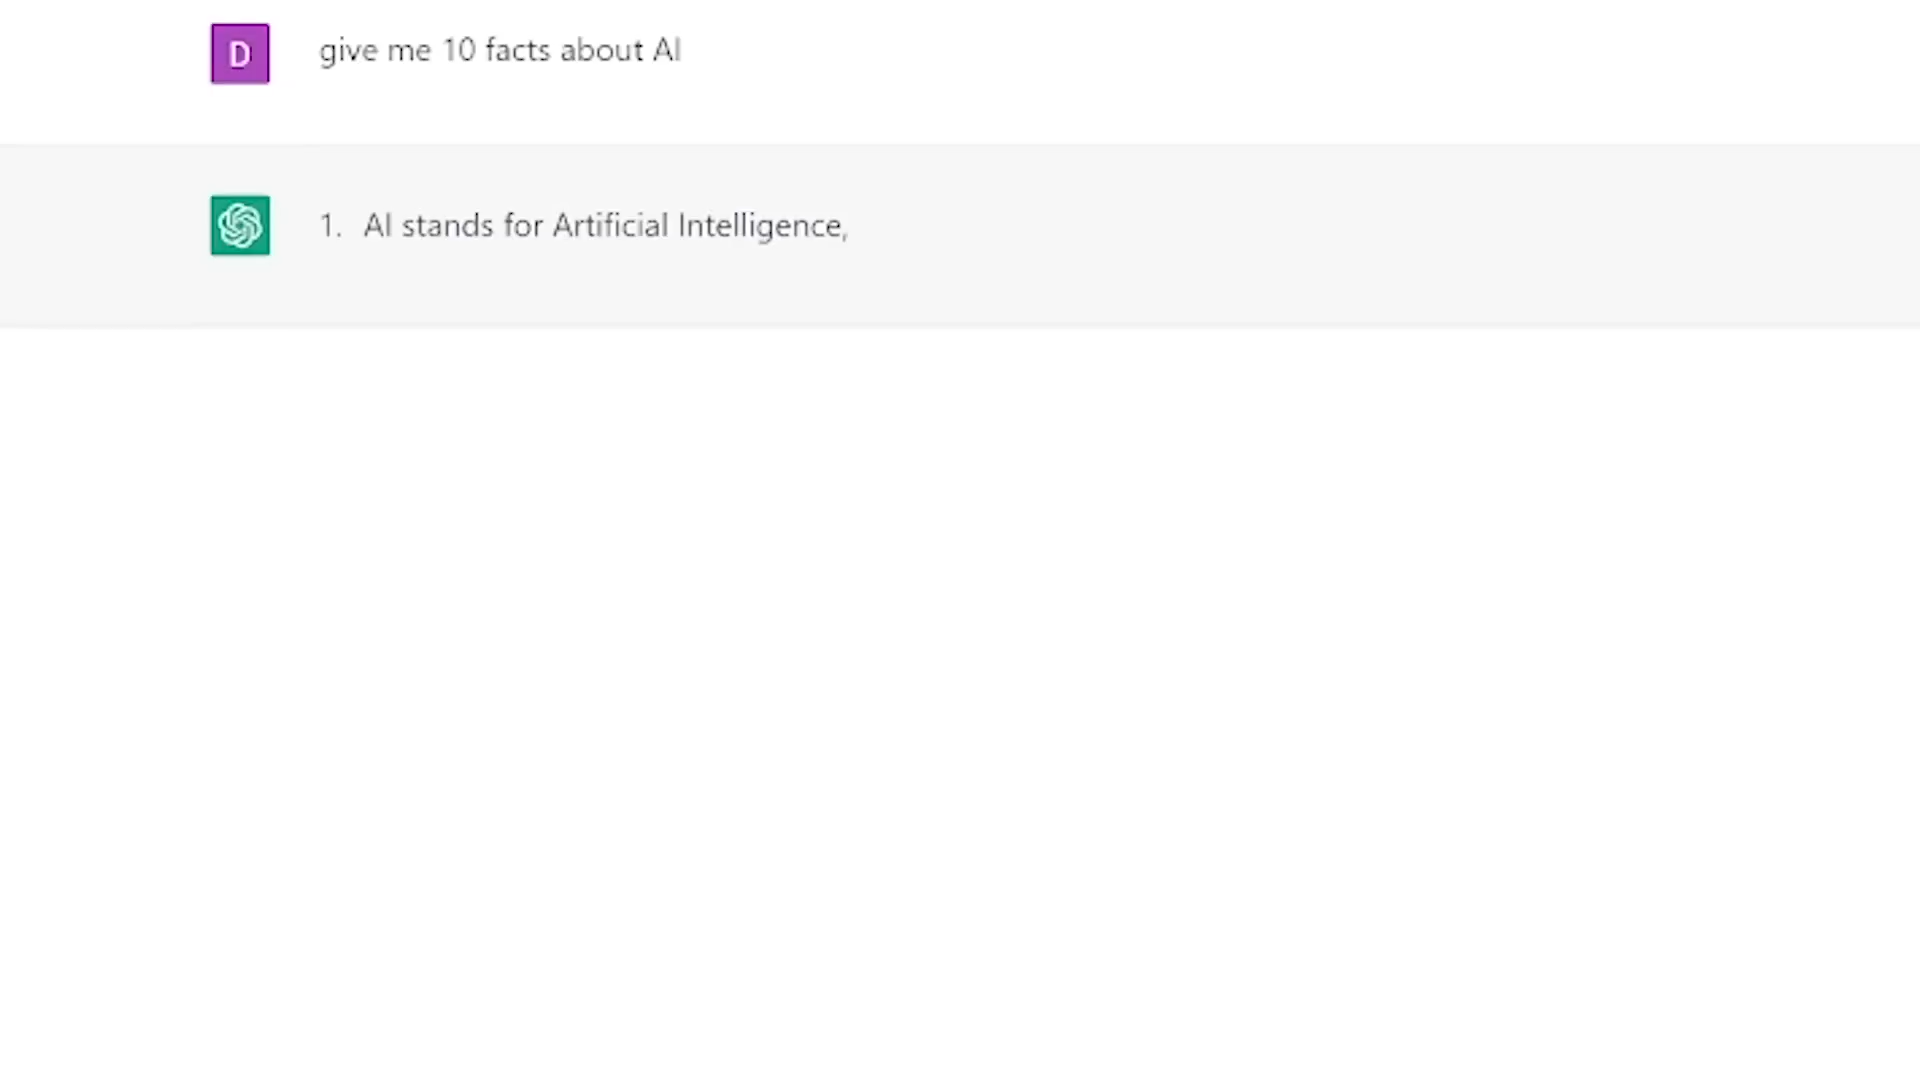 D
give me 10 facts about AI
1. AI stands for Artificial Intelligence,